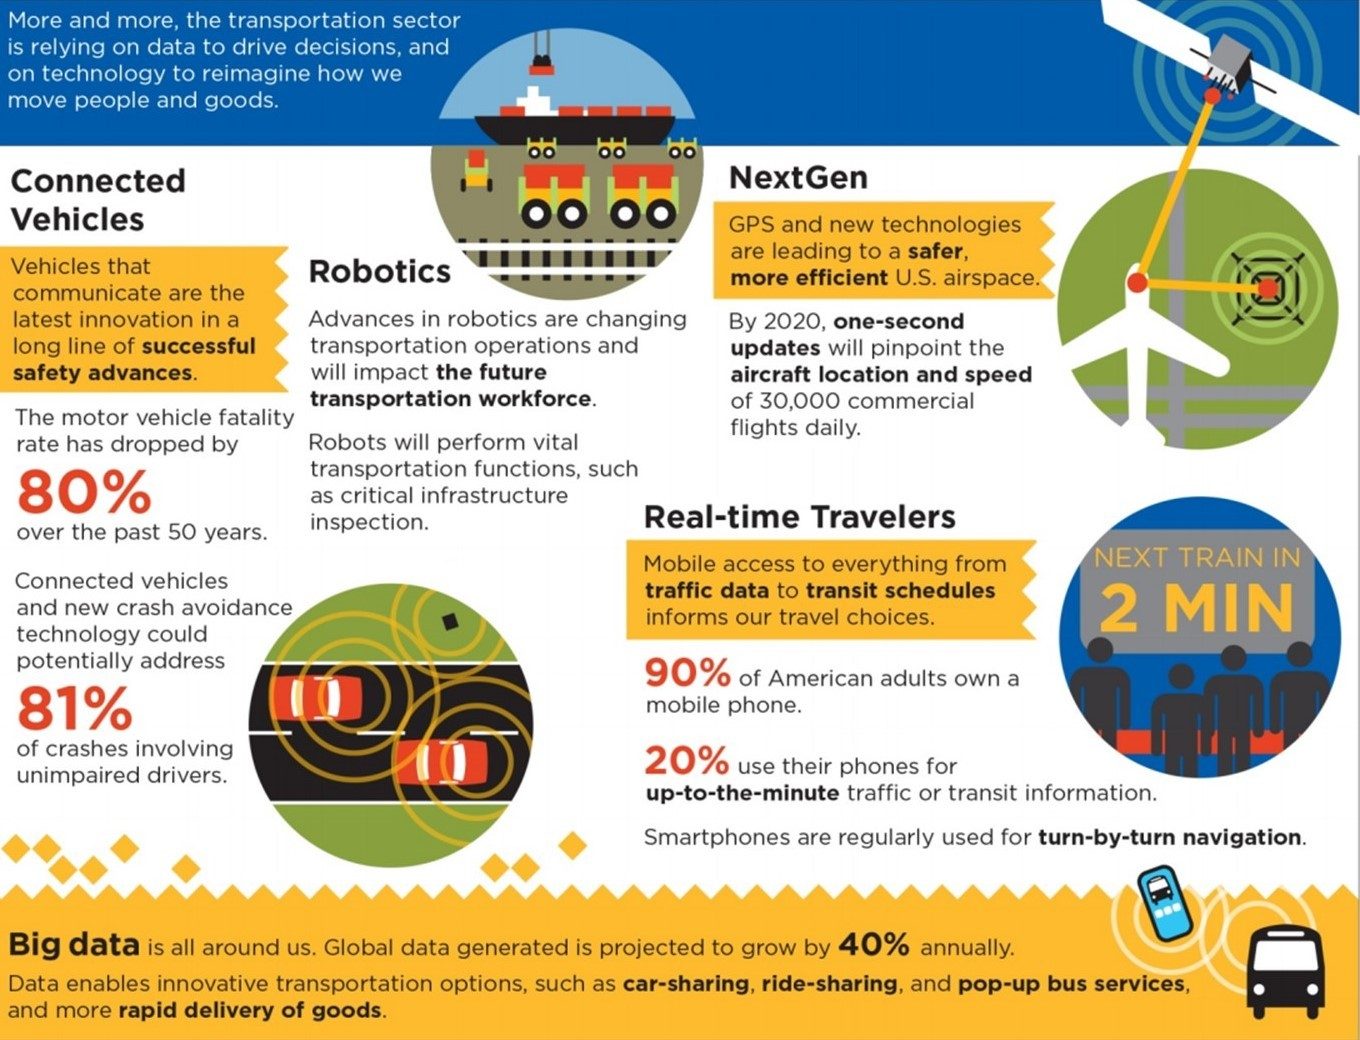 More and more, the transportation sector
is relying on data to drive decisions, and
on technology to reimagine how we
move people and goods.
Connected
Vehicles
Vehicles that
communicate are the
latest innovation in a
long line of successful
safety advances.
The motor vehicle fatality
rate has dropped by
80%
over the past 50 years.
Connected vehicles
and new crash avoidance
technology could
potentially address
81%
of crashes involving
unimpaired drivers.
Robotics
Advances in robotics are changing
transportation operations and
will impact the future
transportation workforce.
Robots will perform vital
transportation functions, such
as critical infrastructure
inspection.
NextGen
GPS and new technologies
are leading to a safer,
more efficient U.S. airspace.
By 2020, one-second
updates will pinpoint the
aircraft location and speed
of 30,000 commercial
flights daily.
Real-time Travelers
Mobile access to everything from
traffic data to transit schedules
informs our travel choices.
90% of American adults own a
mobile phone.
20% use their phones for
up-to-the-minute traffic or transit information.
Smartphones are regularly used for turn-by-turn navigation.
NEXT TRAIN IN
2 MIN
Big data is all around us. Global data generated is projected to grow by 40% annually.
Data enables innovative transportation options, such as car-sharing, ride-sharing, and pop-up bus services,
and more rapid delivery of goods.